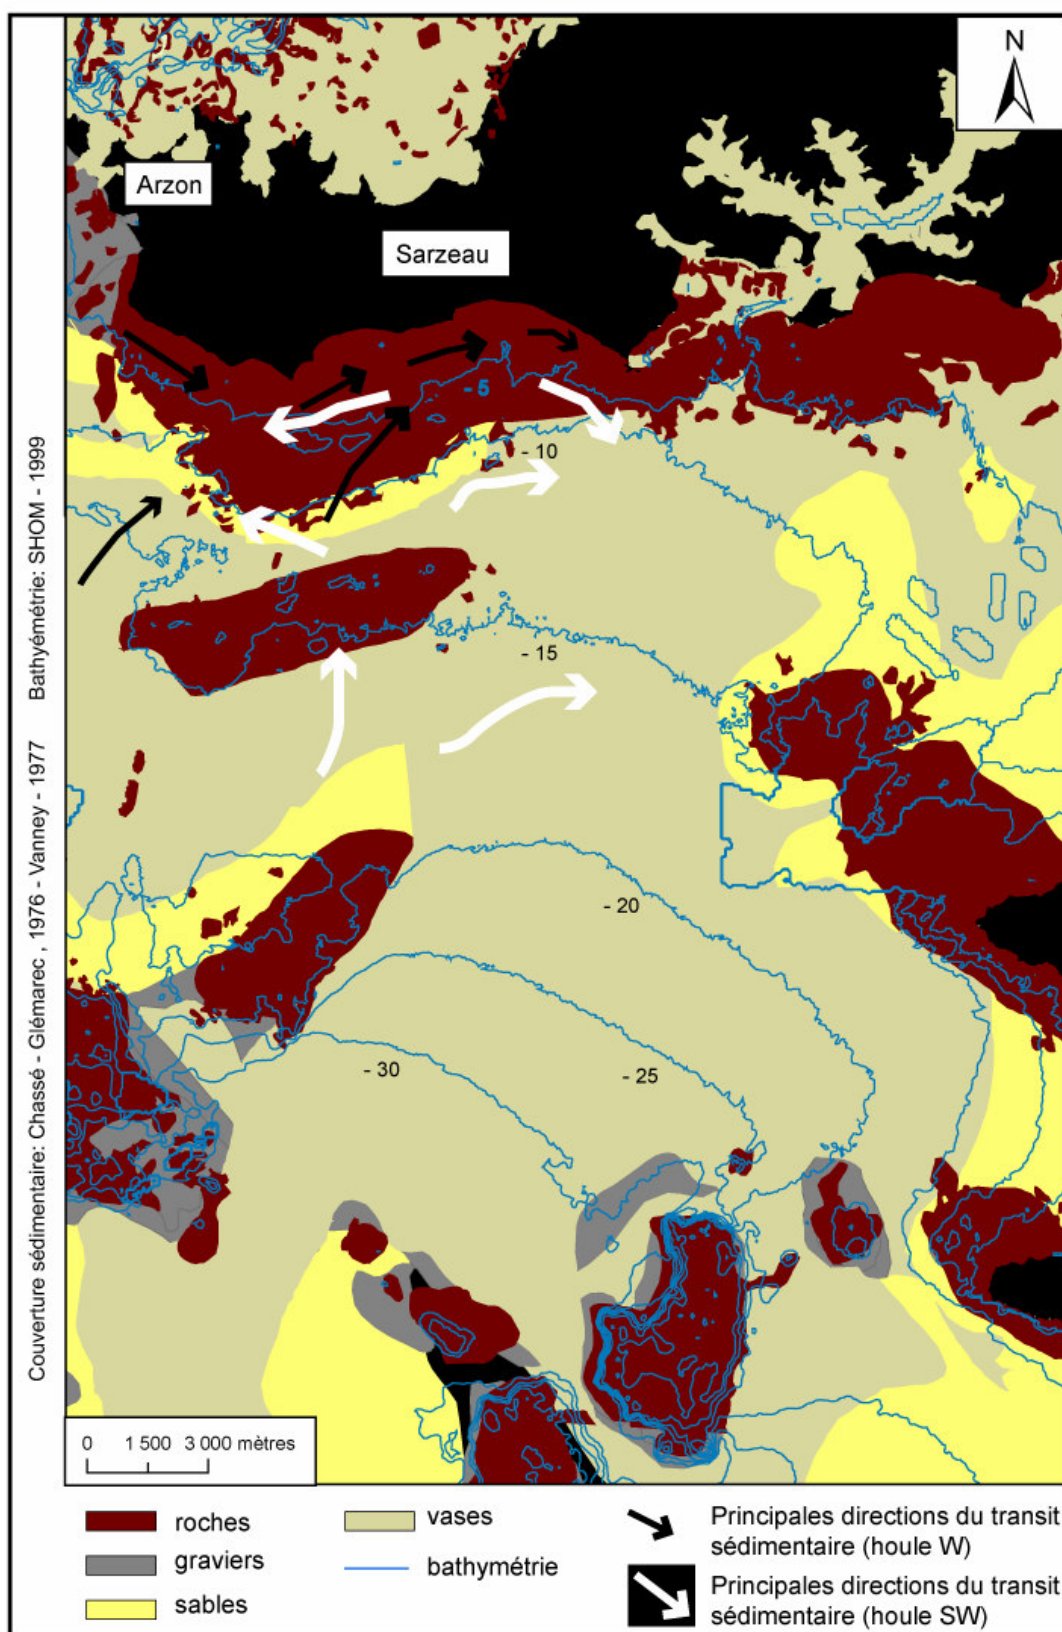 N
Arzon
Sarzeau
- 5
- 10
- 15
- 20
- 25
- 30
Bathyémétrie: SHOM - 1999
Couverture sédimentaire: Chassé - Glémarec , 1976 - Vanney - 1977
0 1 500 3 000 mètres
roches
graviers
sables
vases
bathymétrie
Principales directions du transit
sédimentaire (houle W)
Principales directions du transit
sédimentaire (houle SW)